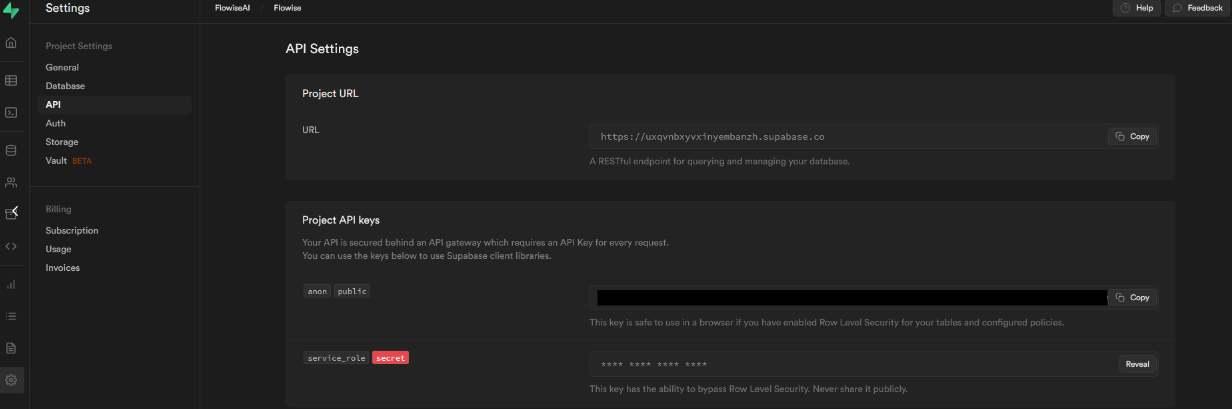 Settings
FlowiseAI / Flowise
Help
Feedback
Project Settings
General
Database
API
Auth
Storage
Vault BETA
Billing
Subscription
Usage
Invoices
API Settings
Project URL
URL
https://uxqvnbxyvxinyembanzh.supabase.co
Copy
A RESTful endpoint for querying and managing your database.
Project API keys
Your API is secured behind an API gateway which requires an API Key for every request.
You can use the keys below to use Supabase client libraries.
anon public
Copy
This key is safe to use in a browser if you have enabled Row Level Security for your tables and configured policies.
service_role secret
**** **** **** ****
Reveal
This key has the ability to bypass Row Level Security. Never share it publicly.